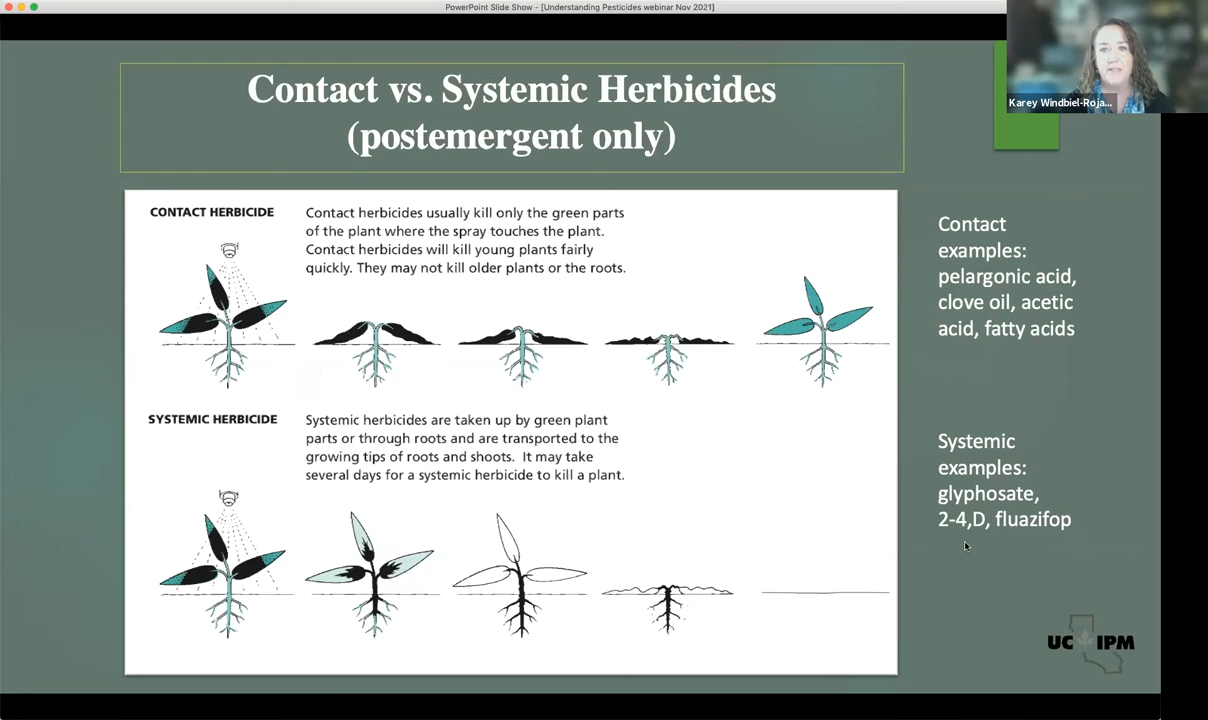 PowerPoint Slide Show - [Understanding Pesticides webinar Nov 2021]
Karey Windbiel-Roja...
Contact vs. Systemic Herbicides
(postemergent only)
CONTACT HERBICIDE
Contact herbicides usually kill only the green parts
of the plant where the spray touches the plant.
Contact herbicides will kill young plants fairly
quickly. They may not kill older plants or the roots.
Contact
examples:
pelargonic acid,
clove oil, acetic
acid, fatty acids
SYSTEMIC HERBICIDE
Systemic herbicides are taken up by green plant
parts or through roots and are transported to the
growing tips of roots and shoots. It may take
several days for a systemic herbicide to kill a plant.
Systemic
examples:
glyphosate,
2-4,D, fluazifop
UC IPM